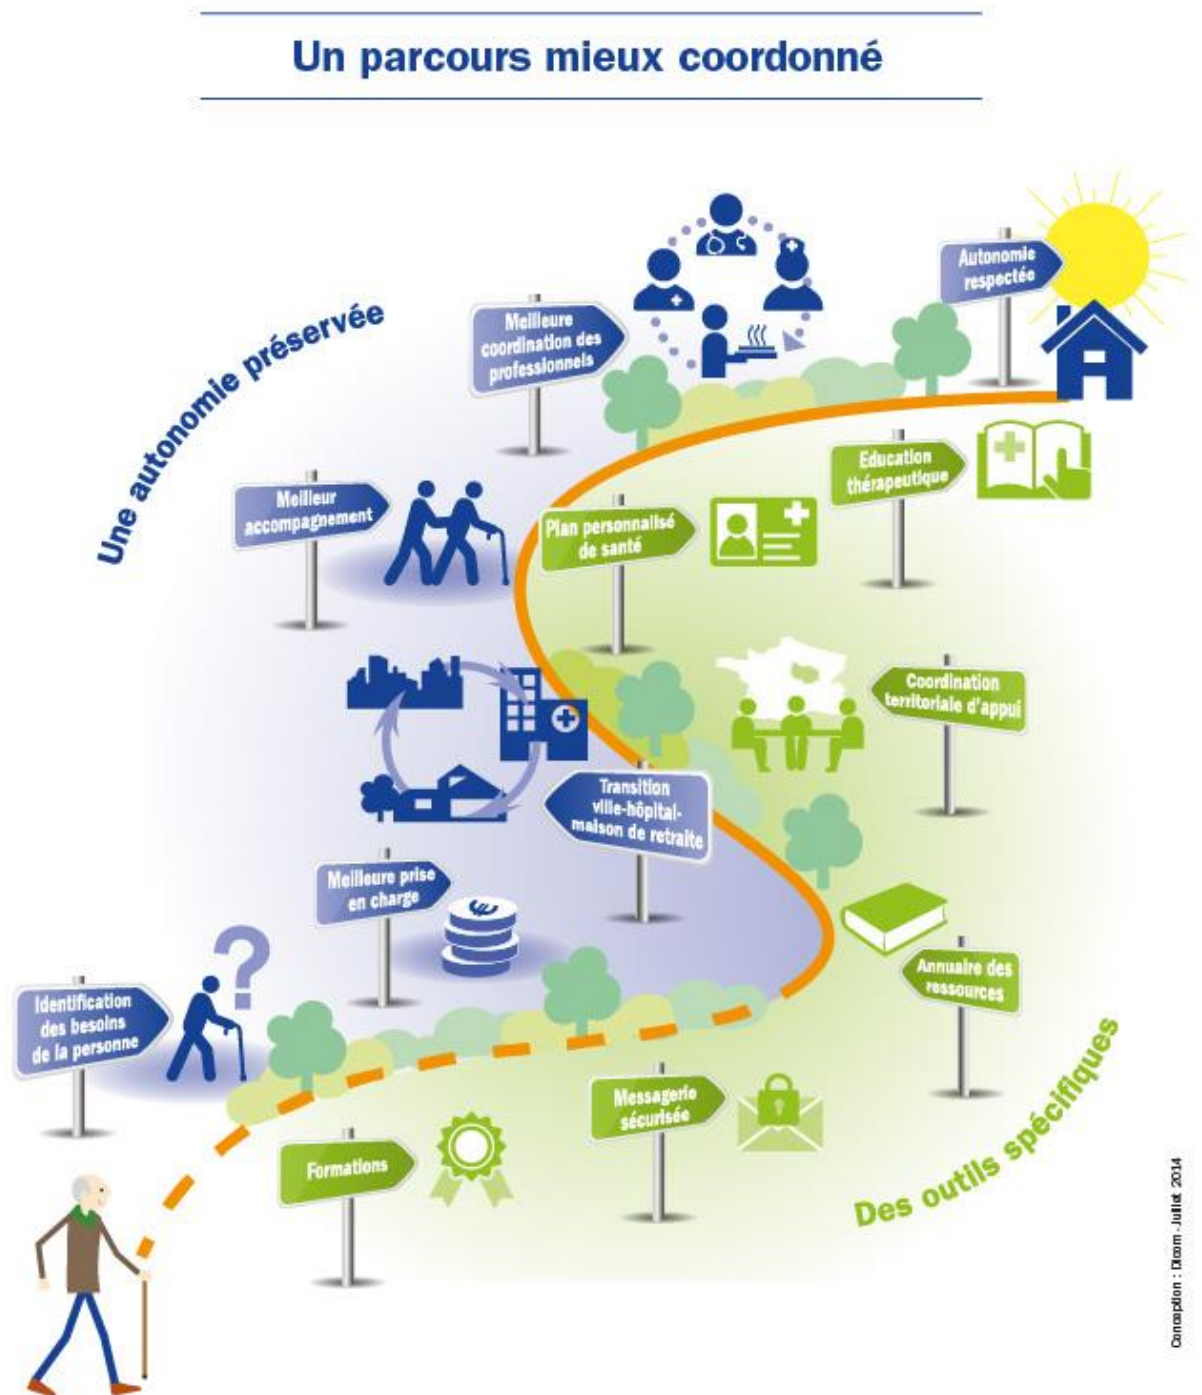 Un parcours mieux coordonné
Autonomie
respectée
Une autonomie préservée
Meilleure
coordination des
professionnels
Education
thérapeutique
Meilleur
accompagnement
Plan personnalisé
de santé
Coordination
territoriale d'appui
Transition
ville-hôpital-
maison de retraite
Meilleure prise
en charge
Annuaire des
ressources
Identification
des besoins
de la personne
Messagerie
sécurisée
Formations
Des outils spécifiques
Conception : Dicom - Juillet 2014